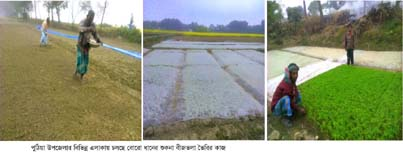 পুঠিয়া উপজেলার বিভিন্ন এলাকায় চলছে বোরো ধানের শুকনা বীজতলা তৈরির কাজ